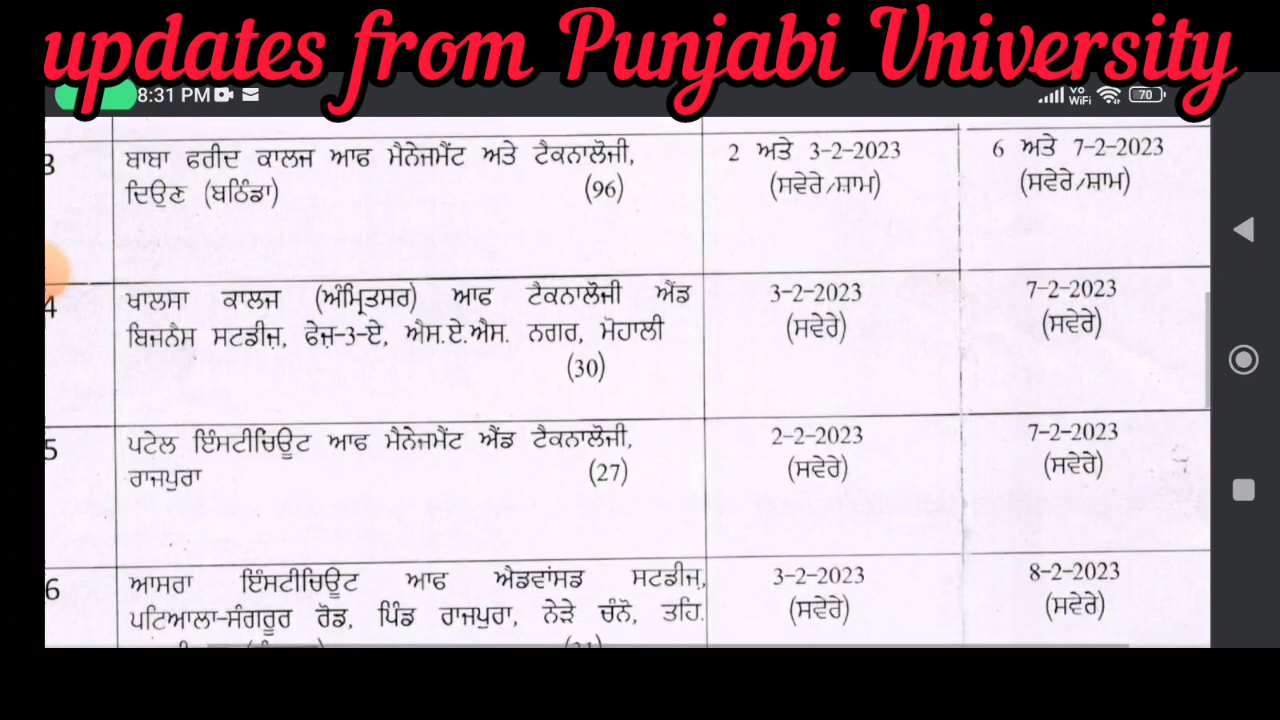 updates from Punjabi University
8:31 PM
Vo WiFi 70
3 ਬਾਬਾ ਫਰੀਦ ਕਾਲਜ ਆਫ ਮੈਨੇਜਮੈਂਟ ਅਤੇ ਟੈਕਨਾਲੋਜੀ, 2 ਅਤੇ 3-2-2023 6 ਅਤੇ 7-2-2023
ਦਿਉਣ (ਬਠਿੰਡਾ) (96) (ਸਵੇਰੇ/ਸ਼ਾਮ) (ਸਵੇਰੇ/ਸ਼ਾਮ)
4 ਖਾਲਸਾ ਕਾਲਜ (ਅੰਮ੍ਰਿਤਸਰ) ਆਫ ਟੈਕਨਾਲੋਜੀ ਐਂਡ 3-2-2023 7-2-2023
ਬਿਜਨੈਸ ਸਟਡੀਜ਼, ਫੇਜ਼-3-ਏ, ਐਸ.ਏ.ਐਸ. ਨਗਰ, ਮੋਹਾਲੀ (ਸਵੇਰੇ) (ਸਵੇਰੇ)
(30)
5 ਪਟੇਲ ਇੰਸਟੀਚਿਊਟ ਆਫ ਮੈਨੇਜਮੈਂਟ ਐਂਡ ਟੈਕਨਾਲੋਜੀ, 2-2-2023 7-2-2023
ਰਾਜਪੁਰਾ (27) (ਸਵੇਰੇ) (ਸਵੇਰੇ)
6 ਆਸਰਾ ਇੰਸਟੀਚਿਊਟ ਆਫ ਐਡਵਾਂਸਡ ਸਟਡੀਜ਼, 3-2-2023 8-2-2023
ਪਟਿਆਲਾ-ਸੰਗਰੂਰ ਰੋਡ, ਪਿੰਡ ਰਾਜਪੁਰਾ, ਨੇੜੇ ਚੰਨੋ, ਤਹਿ. (ਸਵੇਰੇ) (ਸਵੇਰੇ)